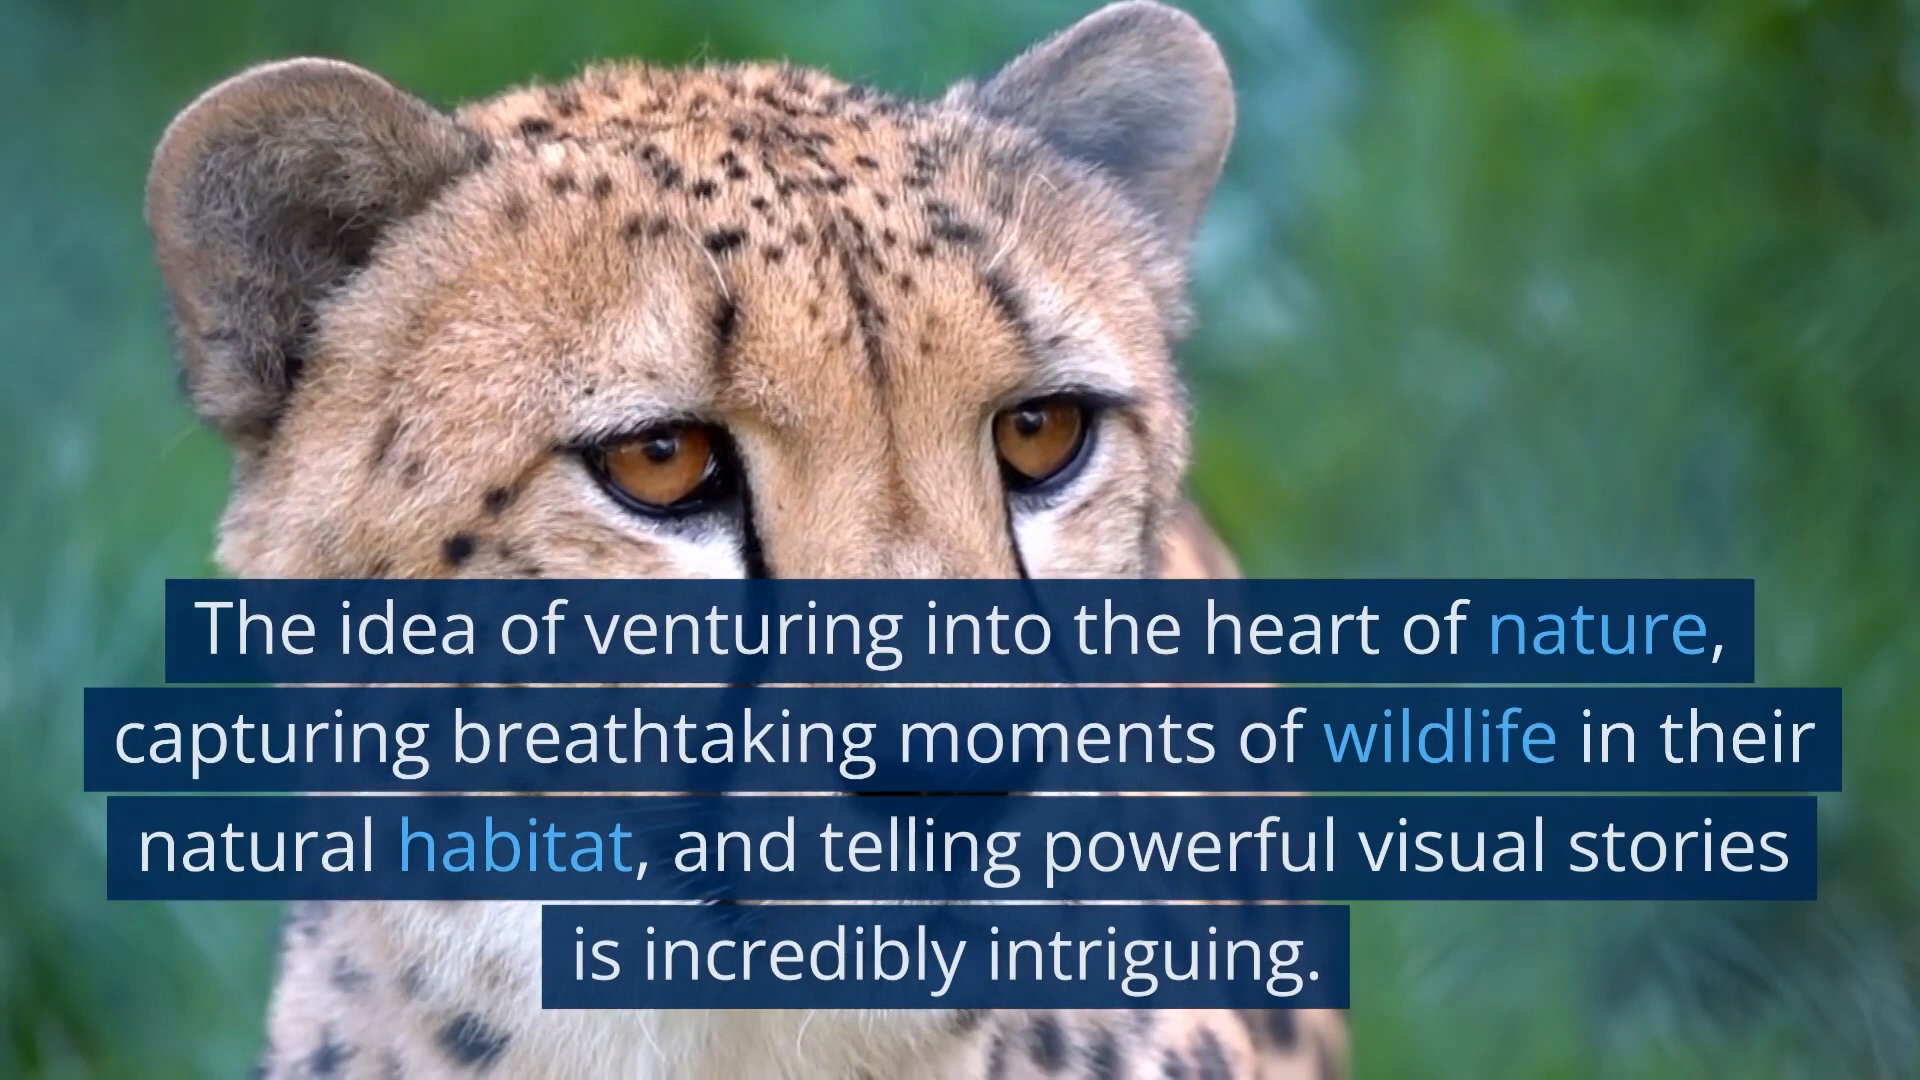 The idea of venturing into the heart of nature,
capturing breathtaking moments of wildlife in their
natural habitat, and telling powerful visual stories
is incredibly intriguing.